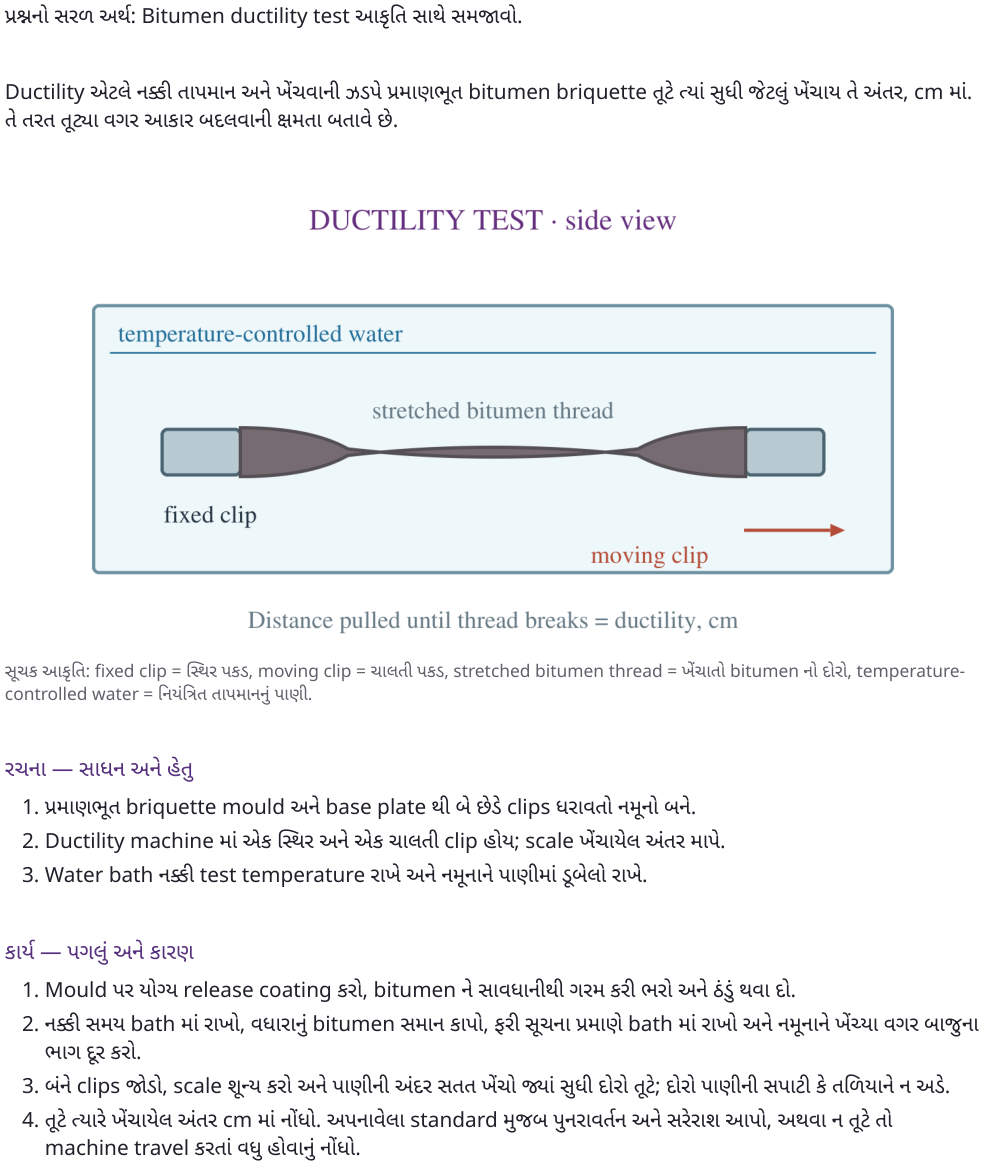 પ્રશ્નનો સરળ અર્થ: Bitumen ductility test આકૃતિ સાથે સમજાવો.
Ductility એટલે નક્કી તાપમાન અને ખેંચવાની ઝડપે પ્રમાણભૂત bitumen briquette તૂટે ત્યાં સુધી જેટલું ખેંચાય તે અંતર, cm માં.
તે તરત તૂટ્યા વગર આકાર બદલવાની ક્ષમતા બતાવે છે.
DUCTILITY TEST · side view
temperature-controlled water
stretched bitumen thread
fixed clip
moving clip
Distance pulled until thread breaks = ductility, cm
સૂચક આકૃતિ: fixed clip = સ્થિર પકડ, moving clip = ચાલતી પકડ, stretched bitumen thread = ખેંચાતો bitumen નો દોરો, temperature-
controlled water = નિયંત્રિત તાપમાનનું પાણી.
રચના — સાધન અને હેતુ
1. પ્રમાણભૂત briquette mould અને base plate થી બે છેડે clips ધરાવતો નમૂનો બને.
2. Ductility machine માં એક સ્થિર અને એક ચાલતી clip હોય; scale ખેંચાયેલ અંતર માપે.
3. Water bath નક્કી test temperature રાખે અને નમૂનાને પાણીમાં ડૂબેલો રાખે.
કાર્ય — પગલું અને કારણ
1. Mould પર યોગ્ય release coating કરો, bitumen ને સાવધાનીથી ગરમ કરી ભરો અને ઠંડું થવા દો.
2. નક્કી સમય bath માં રાખો, વધારાનું bitumen સમાન કાપો, ફરી સૂચના પ્રમાણે bath માં રાખો અને નમૂનાને ખેંચ્યા વગર બાજુના
ભાગ દૂર કરો.
3. બંને clips જોડો, scale શૂન્ય કરો અને પાણીની અંદર સતત ખેંચો જ્યાં સુધી દોરો તૂટે; દોરો પાણીની સપાટી કે તળિયાને ન અડે.
4. તૂટે ત્યારે ખેંચાયેલ અંતર cm માં નોંધો. અપનાવેલા standard મુજબ પુનરાવર્તન અને સરેરાશ આપો, અથવા ન તૂટે તો
machine travel કરતાં વધુ હોવાનું નોંધો.